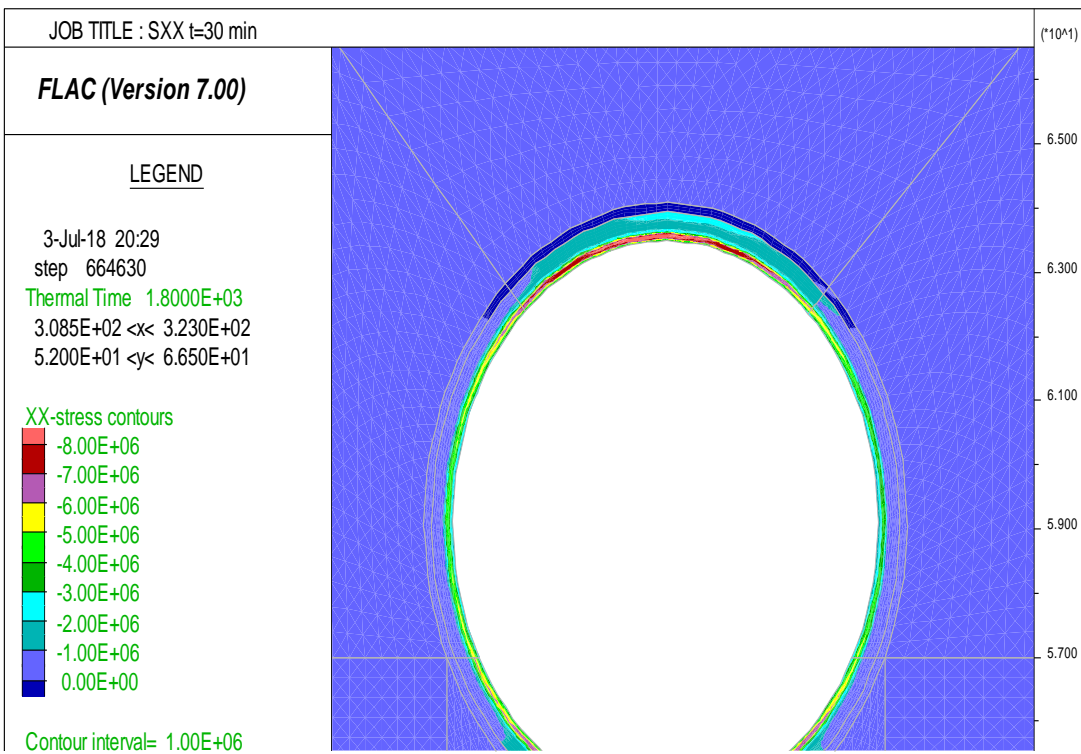 JOB TITLE : SXX t=30 min
(*10^1)
FLAC (Version 7.00)
LEGEND
3-Jul-18 20:29
step 664630
Thermal Time 1.8000E+03
3.085E+02 <x< 3.230E+02
5.200E+01 <y< 6.650E+01
XX-stress contours
-8.00E+06
-7.00E+06
-6.00E+06
-5.00E+06
-4.00E+06
-3.00E+06
-2.00E+06
-1.00E+06
0.00E+00
Contour interval= 1.00E+06
6.500
6.300
6.100
5.900
5.700